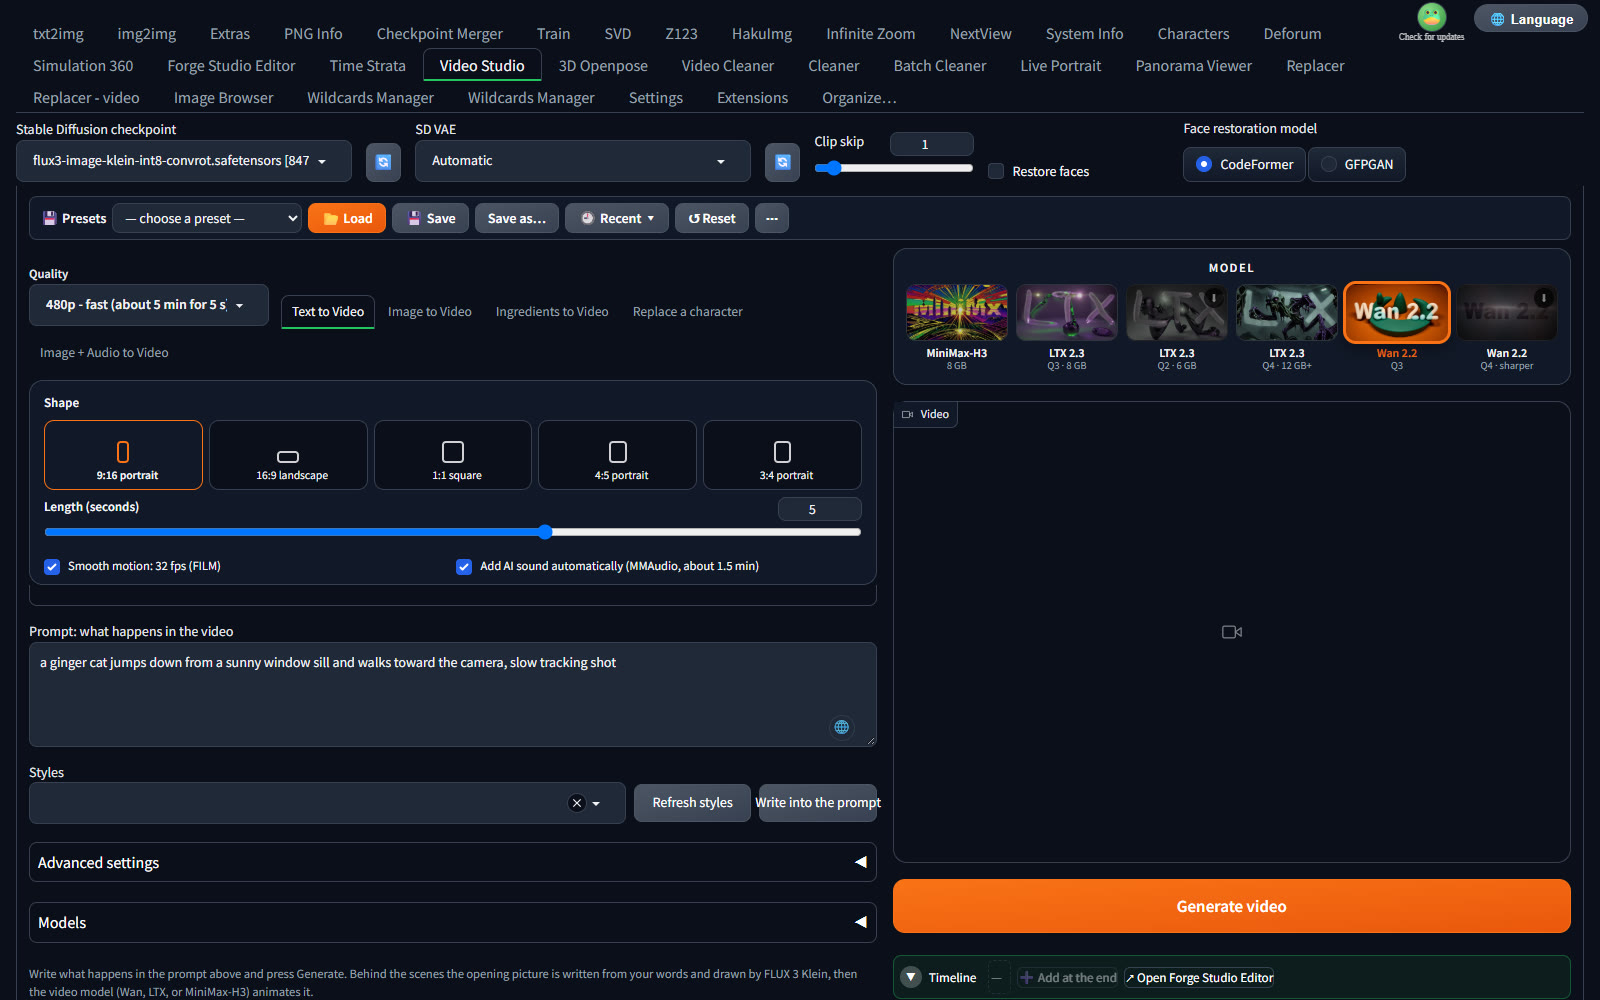 txt2img img2img Extras PNG Info Checkpoint Merger Train SVD Z123 HakuImg Infinite Zoom NextView System Info Characters Deforum
Check for updates
Language
Simulation 360 Forge Studio Editor Time Strata Video Studio 3D Openpose Video Cleaner Cleaner Batch Cleaner Live Portrait Panorama Viewer Replacer
Replacer - video Image Browser Wildcards Manager Wildcards Manager Settings Extensions Organize…
Stable Diffusion checkpoint
flux3-image-klein-int8-convrot.safetensors [847
SD VAE
Automatic
Clip skip
1
Restore faces
Face restoration model
CodeFormer GFPGAN
Presets — choose a preset — Load Save Save as... Recent ▾ Reset ---
Quality
480p - fast (about 5 min for 5 s
Text to Video Image to Video Ingredients to Video Replace a character
Image + Audio to Video
Shape
9:16 portrait 16:9 landscape 1:1 square 4:5 portrait 3:4 portrait
Length (seconds)
5
Smooth motion: 32 fps (FILM) Add AI sound automatically (MMAudio, about 1.5 min)
Prompt: what happens in the video
a ginger cat jumps down from a sunny window sill and walks toward the camera, slow tracking shot
Styles
Refresh styles Write into the prompt
Advanced settings
Models
Write what happens in the prompt above and press Generate. Behind the scenes the opening picture is written from your words and drawn by FLUX 3 Klein, then
the video model (Wan, LTX, or MiniMax-H3) animates it.
MODEL
MiniMx LTX LTX LTX Wan 2.2 Wan 2.2
MiniMax-H3 LTX 2.3 LTX 2.3 LTX 2.3 Wan 2.2 Wan 2.2
8 GB Q3 · 8 GB Q2 · 6 GB Q4 · 12 GB+ Q3 Q4 · sharper
Video
Generate video
Timeline — Add at the end Open Forge Studio Editor